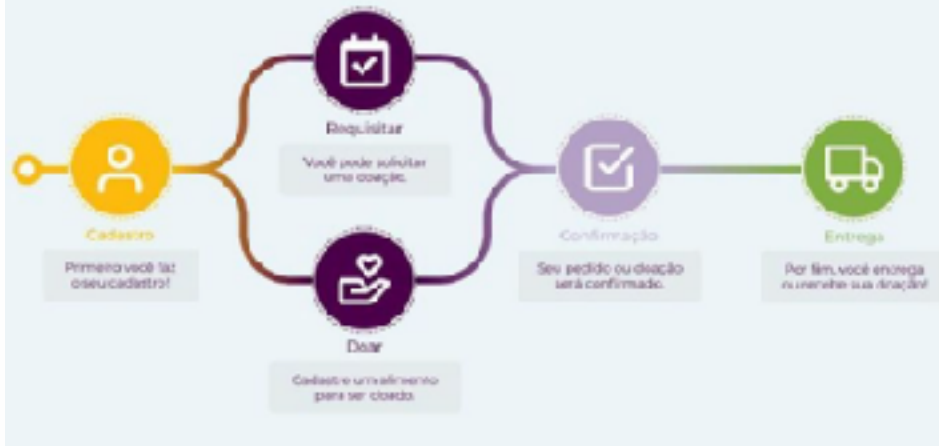 Requisitar
Você pode solicitar
uma doação.
Cadastro
Primeiro você faz
o seu cadastro!
Confirmação
Seu pedido ou doação
será confirmado.
Entrega
Por fim, você entrega
ou recebe sua doação!
Doar
Cadastre um alimento
para ser doado.